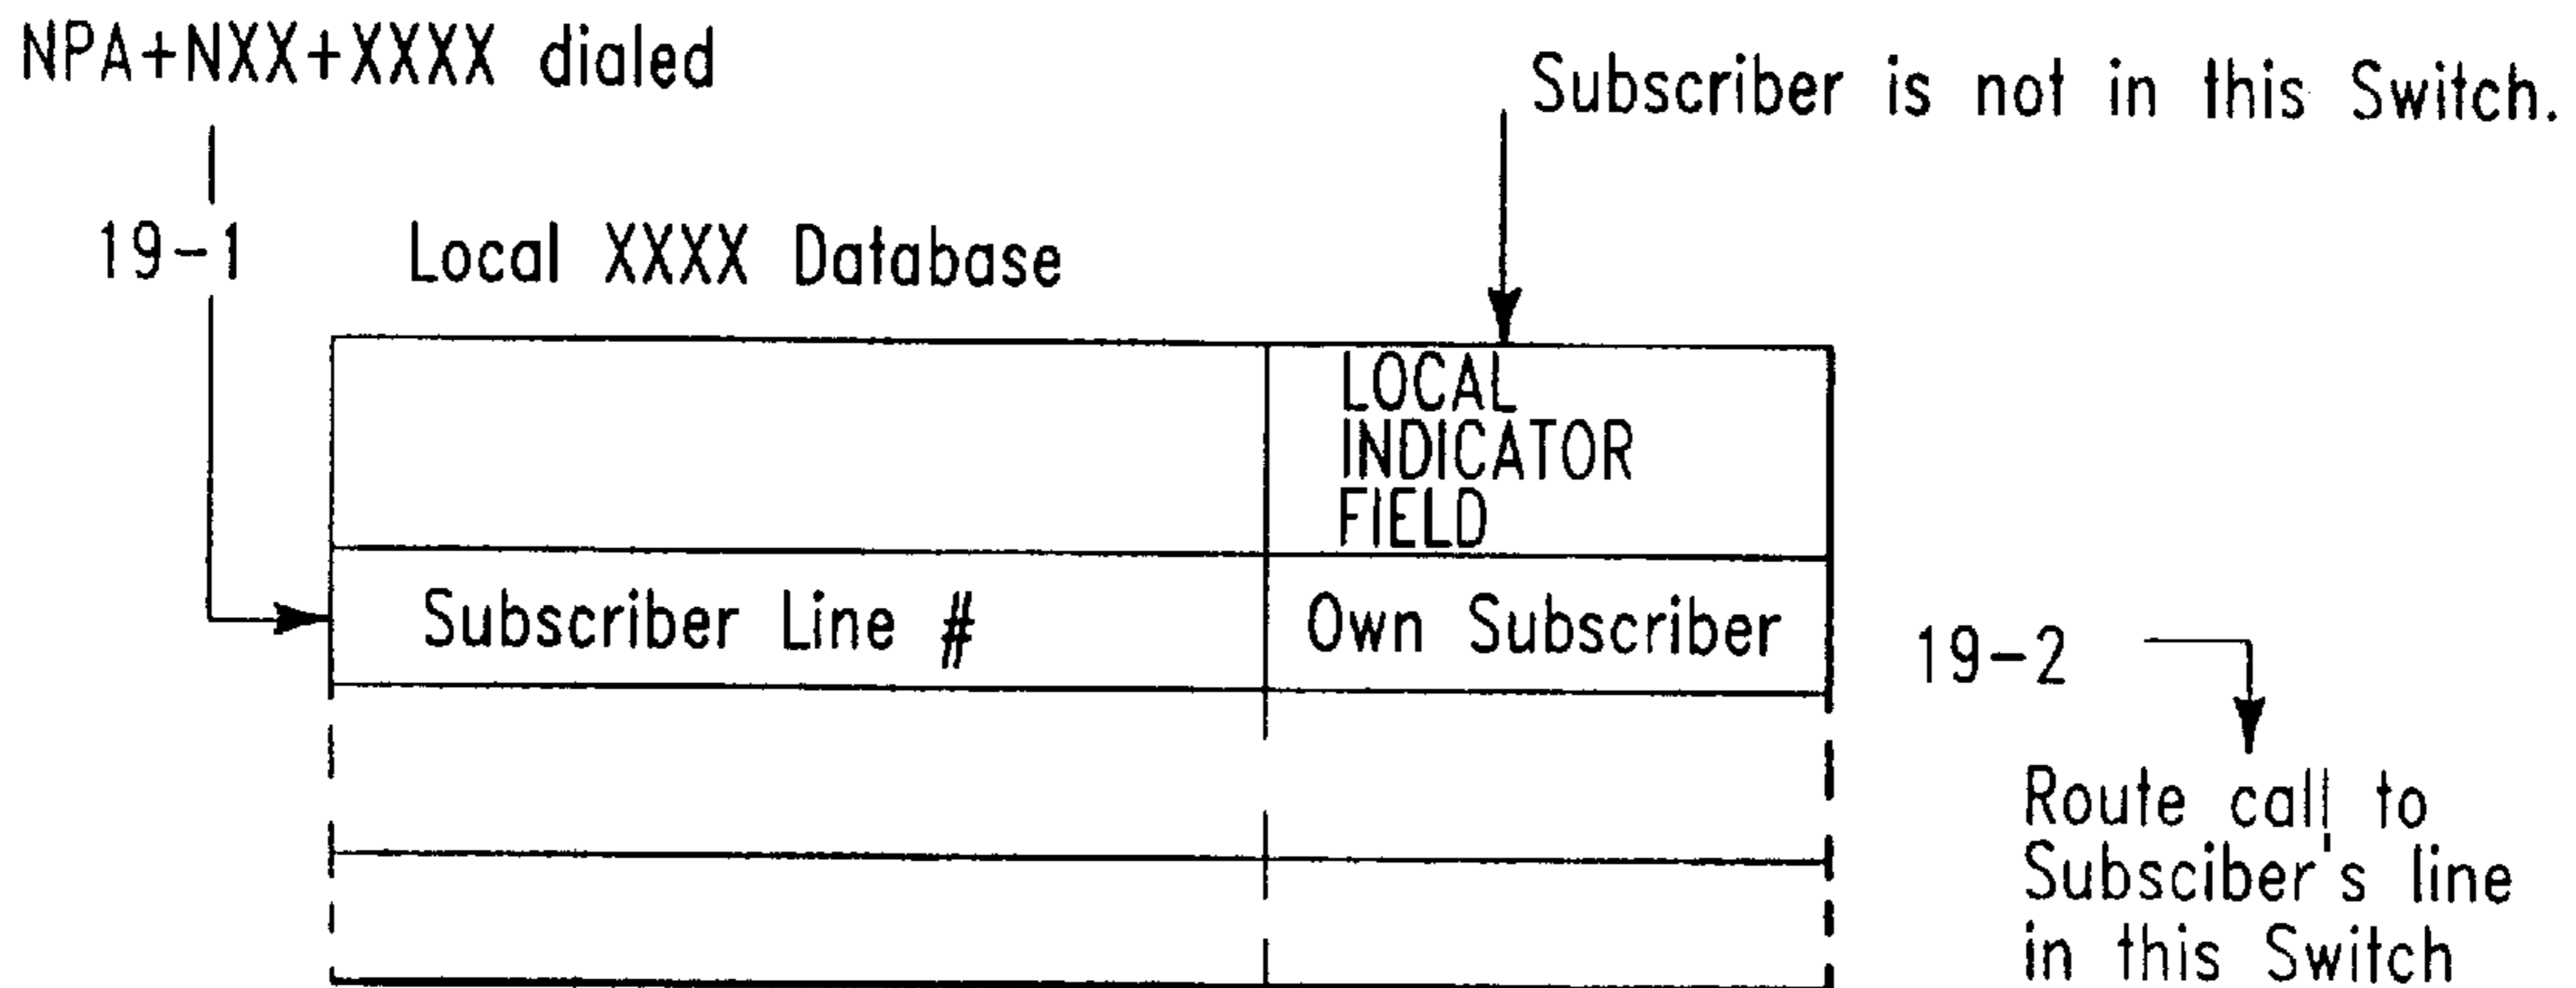 NPA+NXX+XXXX dialed
Subscriber is not in this Switch.
19-1
Local XXXX Database
LOCAL
INDICATOR
FIELD
Subscriber Line #
Own Subscriber
19-2
Route call to
Subsciber's line
in this Switch